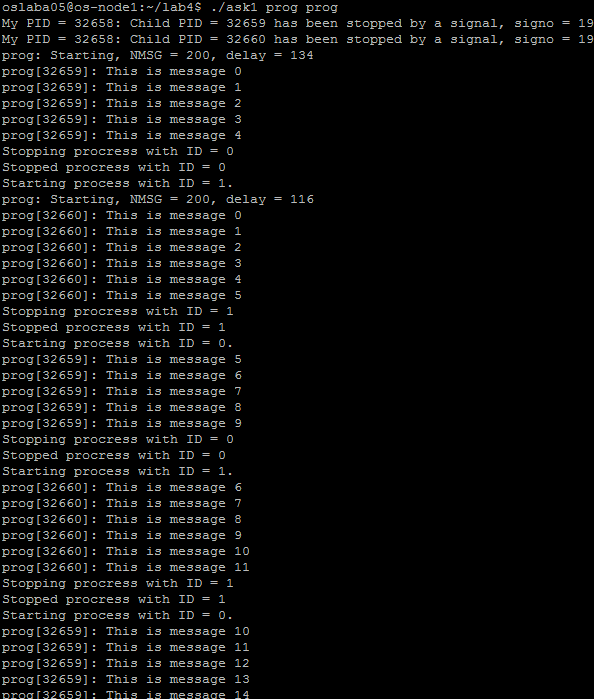 oslaba05@os-node1:~/lab4$ ./ask1 prog prog
My PID = 32658: Child PID = 32659 has been stopped by a signal, signo = 19
My PID = 32658: Child PID = 32660 has been stopped by a signal, signo = 19
prog: Starting, NMSG = 200, delay = 134
prog[32659]: This is message 0
prog[32659]: This is message 1
prog[32659]: This is message 2
prog[32659]: This is message 3
prog[32659]: This is message 4
Stopping procress with ID = 0
Stopped procress with ID = 0
Starting process with ID = 1.
prog: Starting, NMSG = 200, delay = 116
prog[32660]: This is message 0
prog[32660]: This is message 1
prog[32660]: This is message 2
prog[32660]: This is message 3
prog[32660]: This is message 4
prog[32660]: This is message 5
Stopping procress with ID = 1
Stopped procress with ID = 1
Starting process with ID = 0.
prog[32659]: This is message 5
prog[32659]: This is message 6
prog[32659]: This is message 7
prog[32659]: This is message 8
prog[32659]: This is message 9
Stopping procress with ID = 0
Stopped procress with ID = 0
Starting process with ID = 1.
prog[32660]: This is message 6
prog[32660]: This is message 7
prog[32660]: This is message 8
prog[32660]: This is message 9
prog[32660]: This is message 10
prog[32660]: This is message 11
Stopping procress with ID = 1
Stopped procress with ID = 1
Starting process with ID = 0.
prog[32659]: This is message 10
prog[32659]: This is message 11
prog[32659]: This is message 12
prog[32659]: This is message 13
prog[32659]: This is message 14